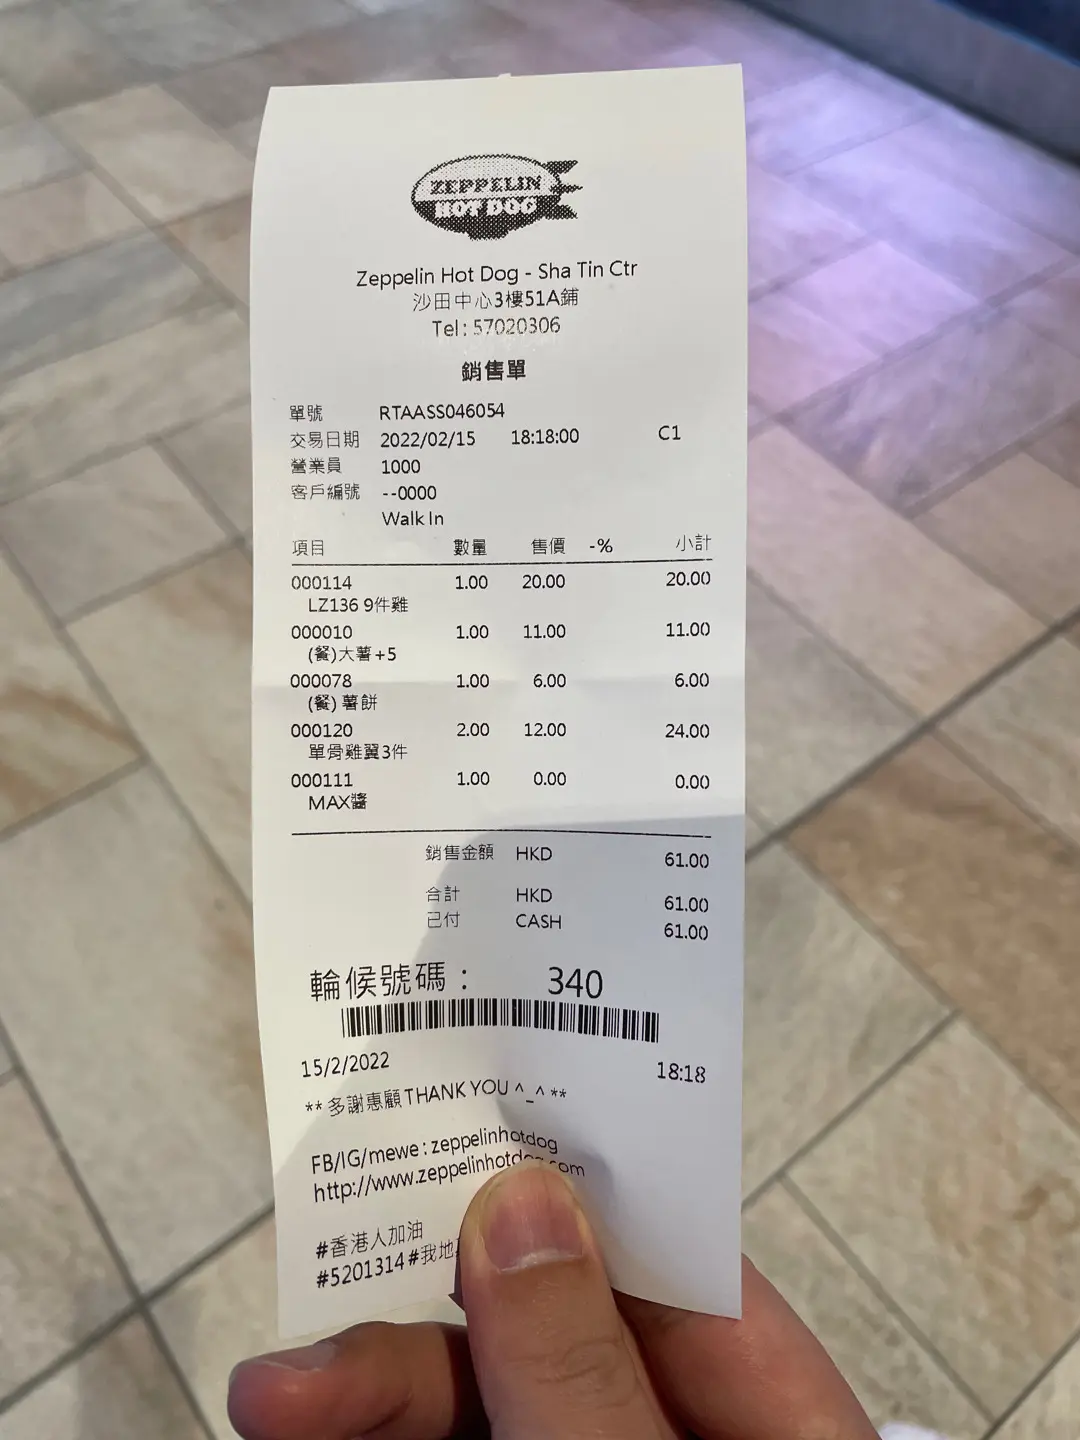 ZEPPELIN
HOT DOG
Zeppelin Hot Dog - Sha Tin Ctr
沙田中心3樓51A鋪
Tel: 57020306
銷售單
單號 RTAASS046054
交易日期 2022/02/15 18:18:00 C1
營業員 1000
客戶編號 --0000
Walk In
項目 數量 售價 -% 小計
000114 1.00 20.00 20.00
LZ136 9件雞
000010 1.00 11.00 11.00
(餐)大薯+5
000078 1.00 6.00 6.00
(餐) 薯餅
000120 2.00 12.00 24.00
單骨雞翼3件
000111 1.00 0.00 0.00
MAX醬
銷售金額 HKD 61.00
合計 HKD 61.00
已付 CASH 61.00
輪候號碼： 340
15/2/2022 18:18
** 多謝惠顧 THANK YOU ^_^ **
FB/IG/mewe : zeppelinhotdog
http://www.zeppelinhotdog.com
#香港人加油
#5201314 #我地